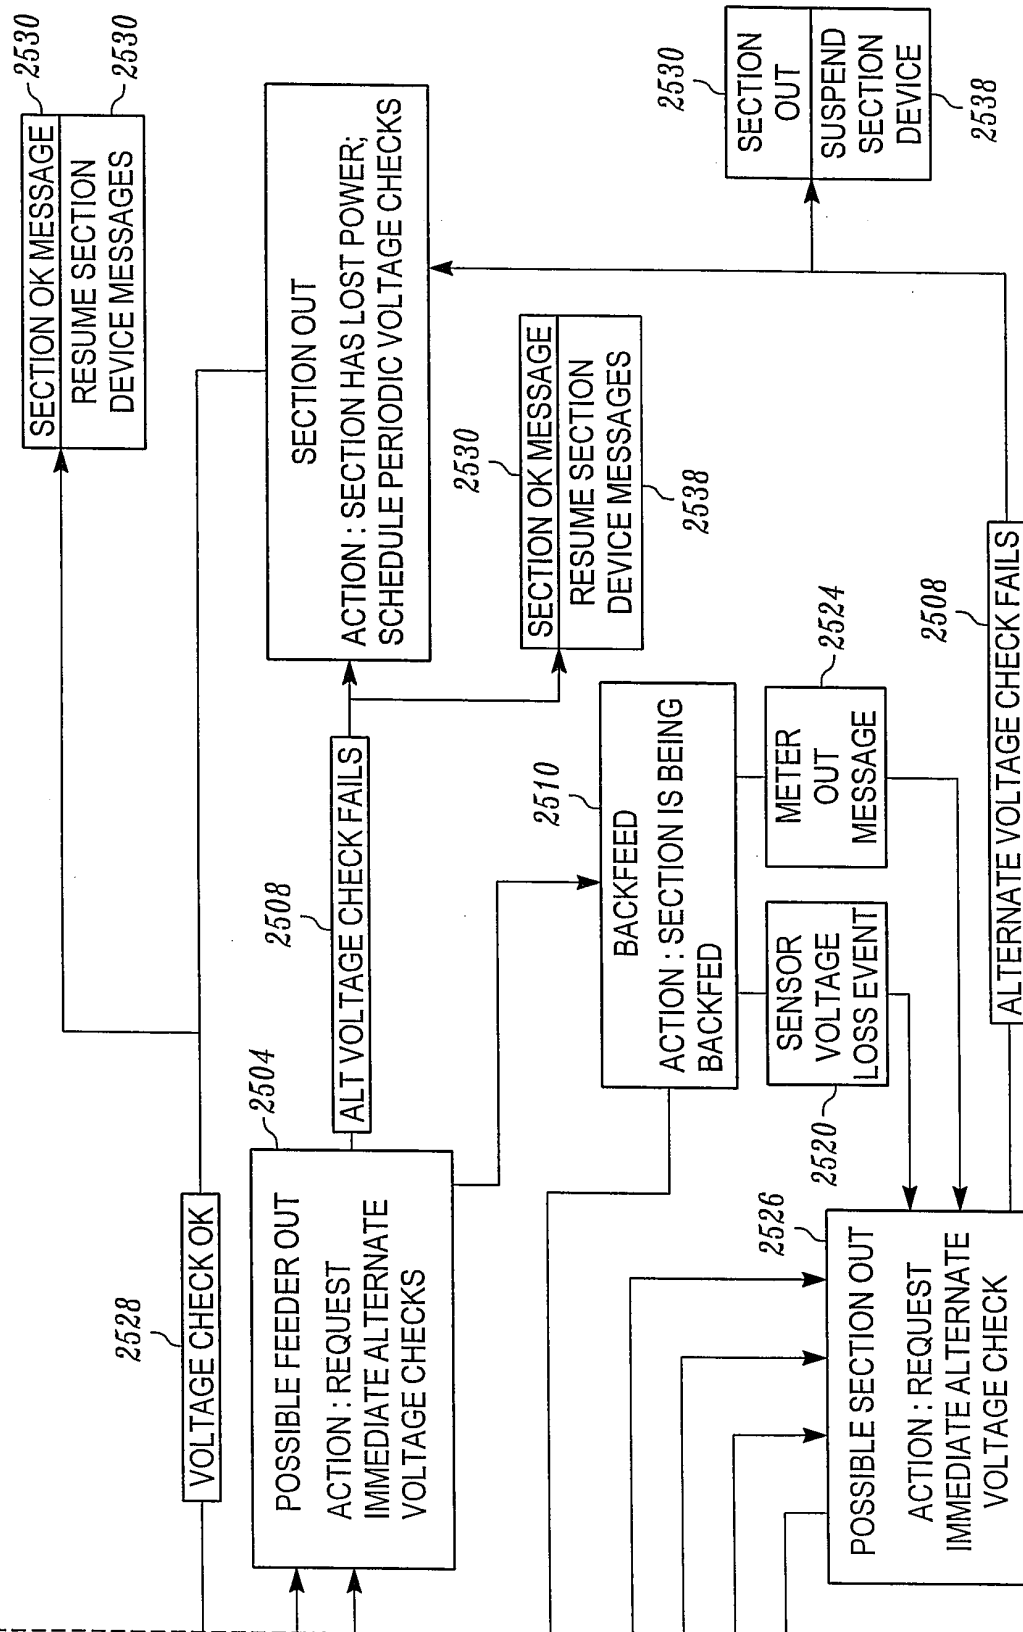 2528
VOLTAGE CHECK OK
SECTION OK MESSAGE
RESUME SECTION
DEVICE MESSAGES
2530
2530
2504
POSSIBLE FEEDER OUT
ACTION : REQUEST
IMMEDIATE ALTERNATE
VOLTAGE CHECKS
2508
ALT VOLTAGE CHECK FAILS
SECTION OUT
ACTION : SECTION HAS LOST POWER;
SCHEDULE PERIODIC VOLTAGE CHECKS
2530
SECTION OK MESSAGE
RESUME SECTION
DEVICE MESSAGES
2538
2510
BACKFEED
ACTION : SECTION IS BEING
BACKFED
SENSOR
VOLTAGE
LOSS EVENT
2520
METER
OUT
MESSAGE
2524
2530
SECTION
OUT
SUSPEND
SECTION
DEVICE
2538
2526
POSSIBLE SECTION OUT
ACTION : REQUEST
IMMEDIATE ALTERNATE
VOLTAGE CHECK
2508
ALTERNATE VOLTAGE CHECK FAILS